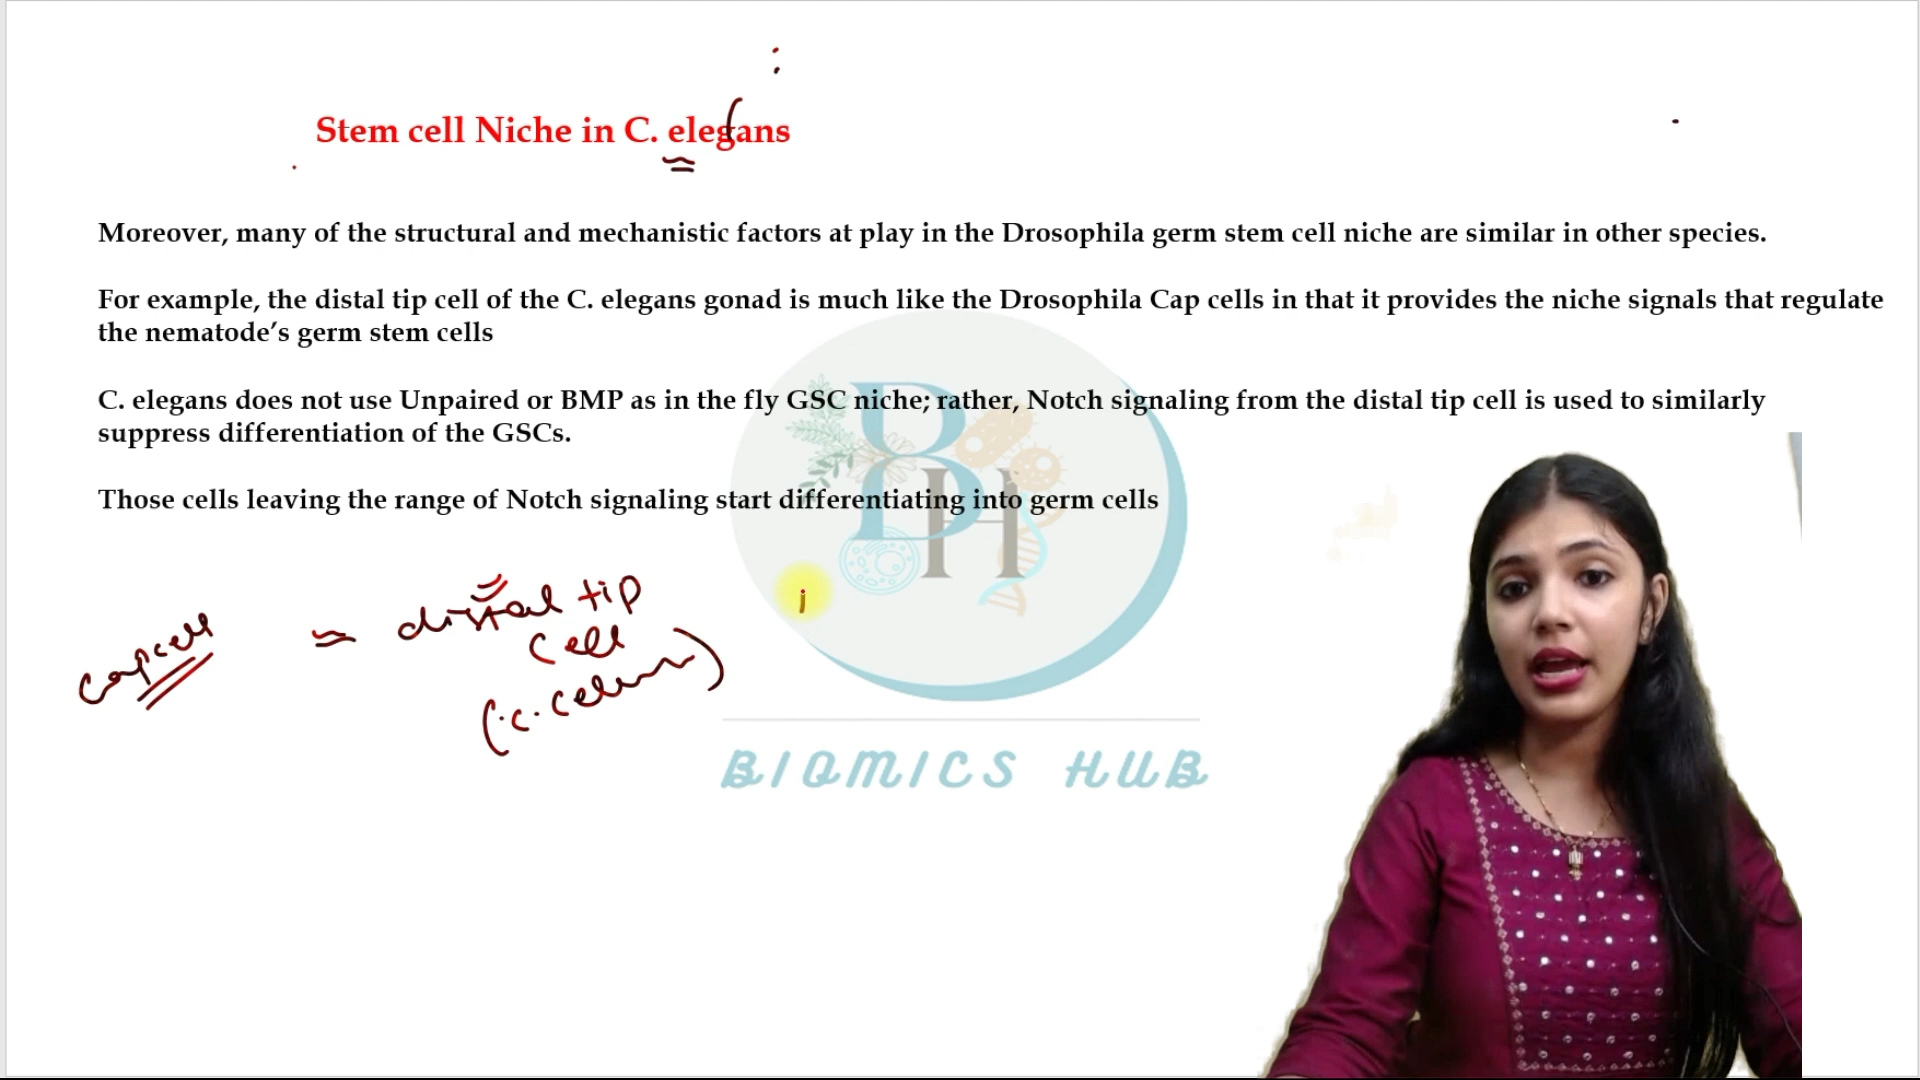 Stem cell Niche in C. elegans
Moreover, many of the structural and mechanistic factors at play in the Drosophila germ stem cell niche are similar in other species.
For example, the distal tip cell of the C. elegans gonad is much like the Drosophila Cap cells in that it provides the niche signals that regulate
the nematode’s germ stem cells
C. elegans does not use Unpaired or BMP as in the fly GSC niche; rather, Notch signaling from the distal tip cell is used to similarly
suppress differentiation of the GSCs.
Those cells leaving the range of Notch signaling start differentiating into germ cells
BH
cap cell = distal tip
cell
(C.
BIOMICS HUB